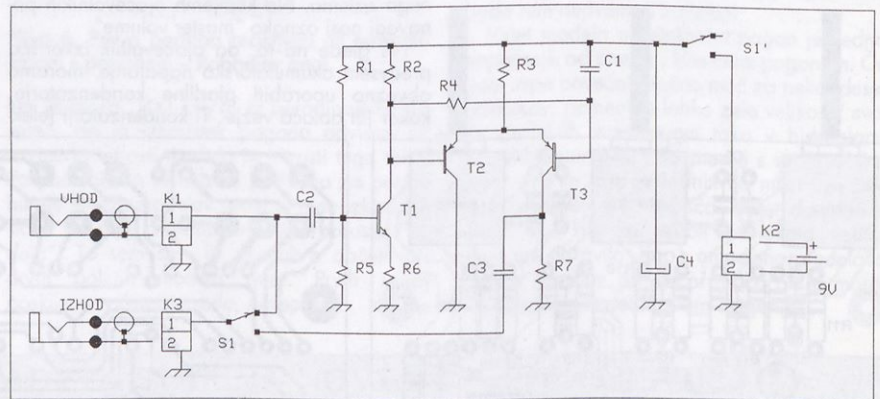 R1
R2
R3
C1
S1'
R4
T2
T3
VHOD
K1
1
2
C2
T1
K2
1
2
+
9V
R5
R6
C3
R7
C4
IZHOD
K3
1
2
S1